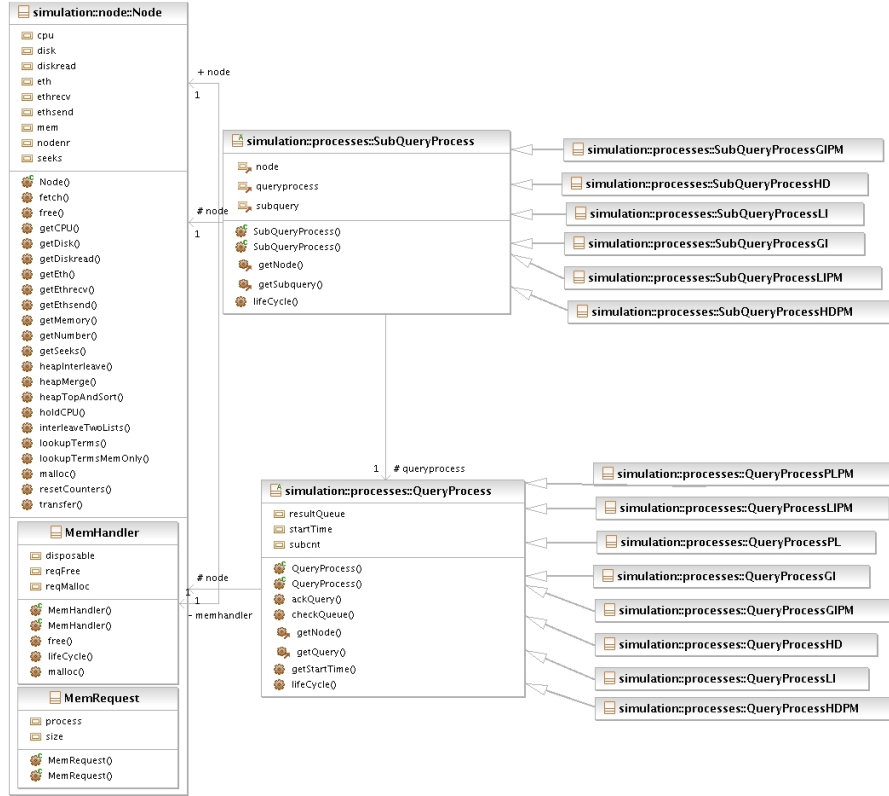 simulation::node::Node
cpu
disk
diskread
eth
ethrecv
ethsend
mem
nodenr
seeks
Node()
fetch()
free()
getCPU()
getDisk()
getDiskread()
getEth()
getEthrecv()
getEthsend()
getMemory()
getNumber()
getSeeks()
heapInterleave()
heapMerge()
heapTopAndSort()
holdCPU()
interleaveTwoLists()
lookupTerms()
lookupTermsMemOnly()
malloc()
resetCounters()
transfer()
MemHandler
disposable
reqFree
reqMalloc
MemHandler()
MemHandler()
free()
lifeCycle()
malloc()
MemRequest
process
size
MemRequest()
MemRequest()
+ node
1
# node
1
simulation::processes::SubQueryProcess
node
queryprocess
subquery
SubQueryProcess()
SubQueryProcess()
getNode()
getSubquery()
lifeCycle()
simulation::processes::SubQueryProcessGIPM
simulation::processes::SubQueryProcessHD
simulation::processes::SubQueryProcessLI
simulation::processes::SubQueryProcessGI
simulation::processes::SubQueryProcessLIPM
simulation::processes::SubQueryProcessHDPM
1
# queryprocess
simulation::processes::QueryProcess
resultQueue
startTime
subcnt
QueryProcess()
QueryProcess()
ackQuery()
checkQueue()
getNode()
getQuery()
getStartTime()
lifeCycle()
# node
1
1
- memhandler
simulation::processes::QueryProcessPLPM
simulation::processes::QueryProcessLIPM
simulation::processes::QueryProcessPL
simulation::processes::QueryProcessGI
simulation::processes::QueryProcessGIPM
simulation::processes::QueryProcessHD
simulation::processes::QueryProcessLI
simulation::processes::QueryProcessHDPM